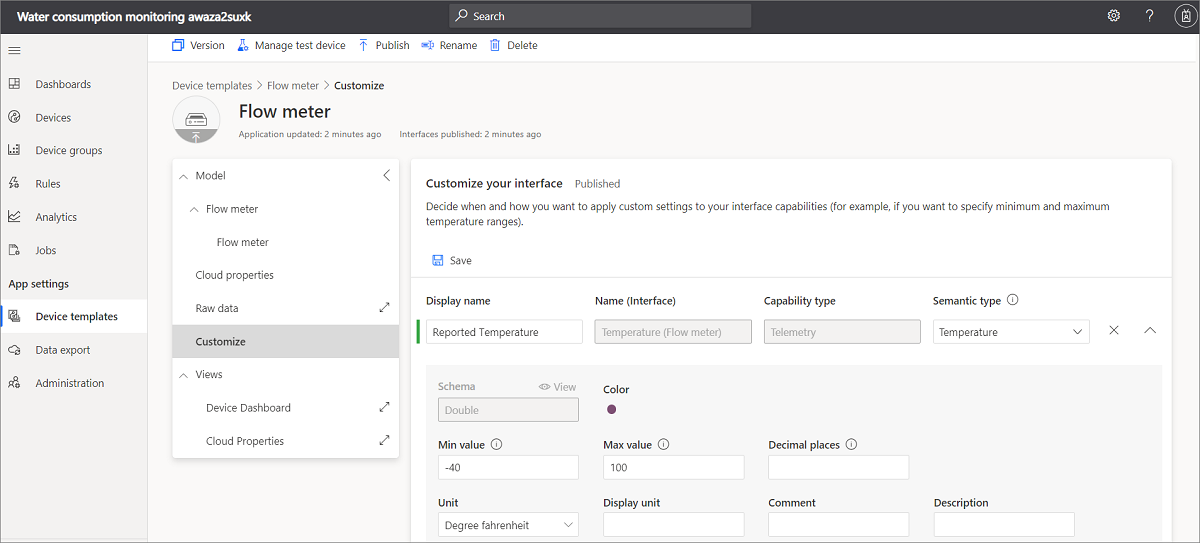 Water consumption monitoring awaza2suxk
Search
?
Version
Manage test device
Publish
Rename
Delete
Dashboards
Devices
Device groups
Rules
Analytics
Jobs
App settings
Device templates
Data export
Administration
Device templates > Flow meter > Customize
Flow meter
Application updated: 2 minutes ago Interfaces published: 2 minutes ago
Model
Flow meter
Flow meter
Cloud properties
Raw data
Customize
Views
Device Dashboard
Cloud Properties
Customize your interface Published
Decide when and how you want to apply custom settings to your interface capabilities (for example, if you want to specify minimum and maximum
temperature ranges).
Save
Display name Name (Interface) Capability type Semantic type
Reported Temperature Temperature (Flow meter) Telemetry Temperature
Schema View Color
Double
Min value Max value Decimal places
-40 100
Unit Display unit Comment Description
Degree fahrenheit